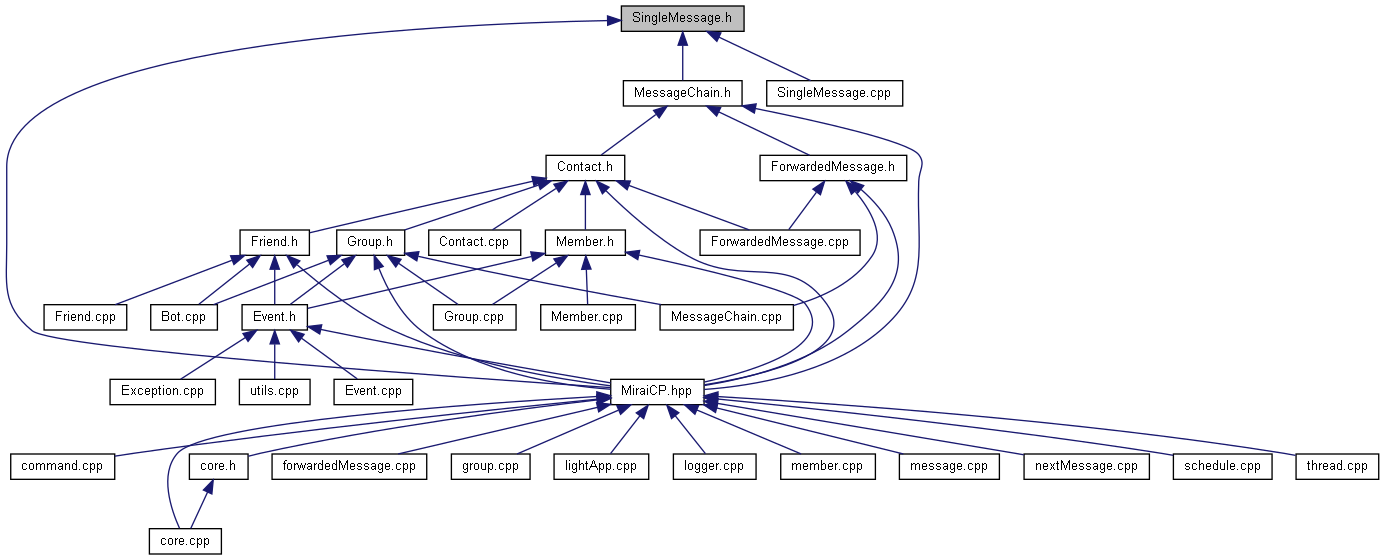 SingleMessage.h
MessageChain.h
SingleMessage.cpp
Contact.h
ForwardedMessage.h
Friend.h
Group.h
Contact.cpp
Member.h
ForwardedMessage.cpp
Friend.cpp
Bot.cpp
Event.h
Group.cpp
Member.cpp
MessageChain.cpp
Exception.cpp
utils.cpp
Event.cpp
MiraiCP.hpp
command.cpp
core.h
forwardedMessage.cpp
group.cpp
lightApp.cpp
logger.cpp
member.cpp
message.cpp
nextMessage.cpp
schedule.cpp
thread.cpp
core.cpp